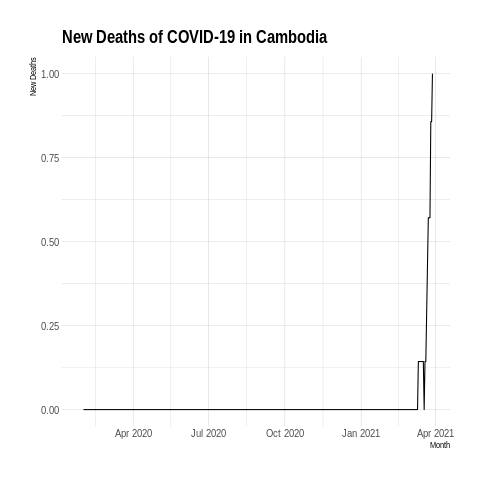 New Deaths of COVID-19 in Cambodia
New Deaths
1.00
0.75
0.50
0.25
0.00
Apr 2020 Jul 2020 Oct 2020 Jan 2021 Apr 2021
Month